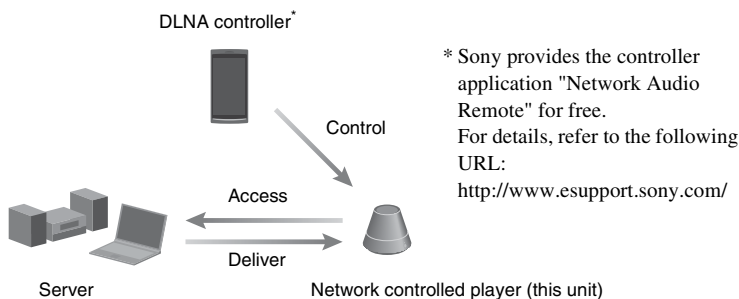 DLNA controller*
* Sony provides the controller
application "Network Audio
Remote" for free.
For details, refer to the following
URL:
http://www.esupport.sony.com/
Control
Access
Deliver
Server
Network controlled player (this unit)